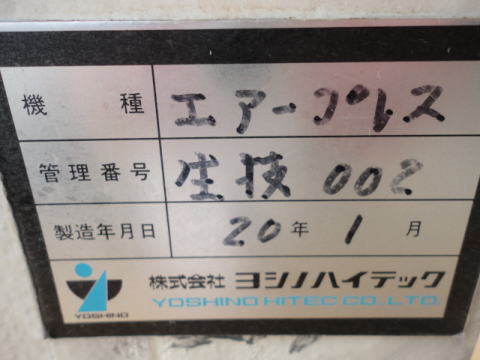 機種 エアープレス
管理番号 生技 002
製造年月日 20年1月
株式会社 ヨシノハイテック
YOSHINO HITEC CO., LTD.
YOSHINO